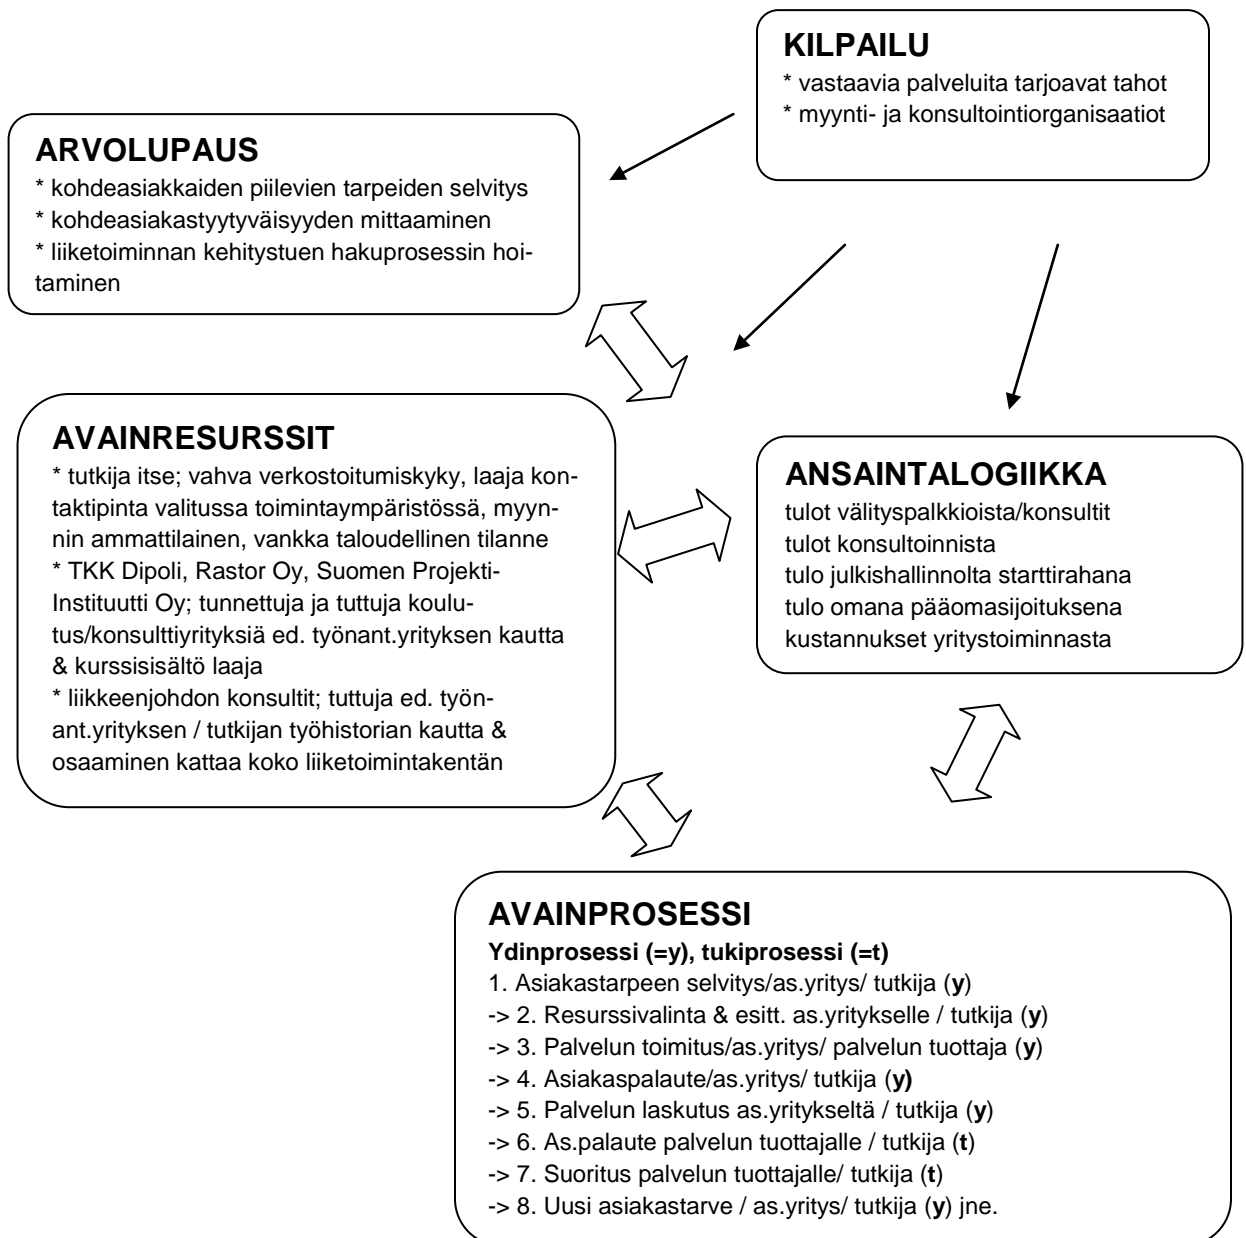 KILPAILU
* vastaavia palveluita tarjoavat tahot
* myynti- ja konsultointiorganisaatiot
ARVOLUPAUS
* kohdeasiakkaiden piilevien tarpeiden selvitys
* kohdeasiakastyytyväisyyden mittaaminen
* liiketoiminnan kehitystuen hakuprosessin hoi-
taminen
AVAINRESURSSIT
* tutkija itse; vahva verkostoitumiskyky, laaja kon-
taktipinta valitussa toimintaympäristössä, myyn-
nin ammattilainen, vankka taloudellinen tilanne
* TKK Dipoli, Rastor Oy, Suomen Projekti-
Instituutti Oy; tunnettuja ja tuttuja koulu-
tus/konsulttiyrityksiä ed. työnant.yrityksen kautta
& kurssisisältö laaja
* liikkeenjohdon konsultit; tuttuja ed. työn-
ant.yrityksen / tutkijan työhistorian kautta &
osaaminen kattaa koko liiketoimintakentän
ANSAINTALOGIIKKA
tulot välityspalkkioista/konsultit
tulot konsultoinnista
tulo julkishallinnolta starttirahana
tulo omana pääomasijoituksena
kustannukset yritystoiminnasta
AVAINPROSESSI
Ydinprosessi (=y), tukiprosessi (=t)
1. Asiakastarpeen selvitys/as.yritys/ tutkija (y)
-> 2. Resurssivalinta & esitt. as.yritykselle / tutkija (y)
-> 3. Palvelun toimitus/as.yritys/ palvelun tuottaja (y)
-> 4. Asiakaspalaute/as.yritys/ tutkija (y)
-> 5. Palvelun laskutus as.yritykseltä / tutkija (y)
-> 6. As.palaute palvelun tuottajalle / tutkija (t)
-> 7. Suoritus palvelun tuottajalle/ tutkija (t)
-> 8. Uusi asiakastarve / as.yritys/ tutkija (y) jne.